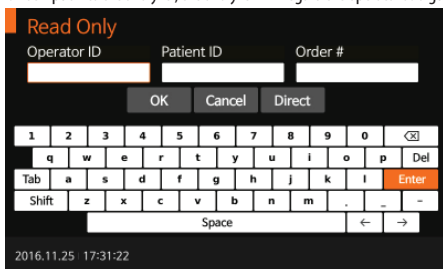 Read Only
Operator ID Patient ID Order #
OK Cancel Direct
1 2 3 4 5 6 7 8 9 0
q w e r t y u i o p Del
Tab a s d f g h j k l Enter
Shift z x c v b n m . _ -
Space ← →
2016.11.25 17:31:22